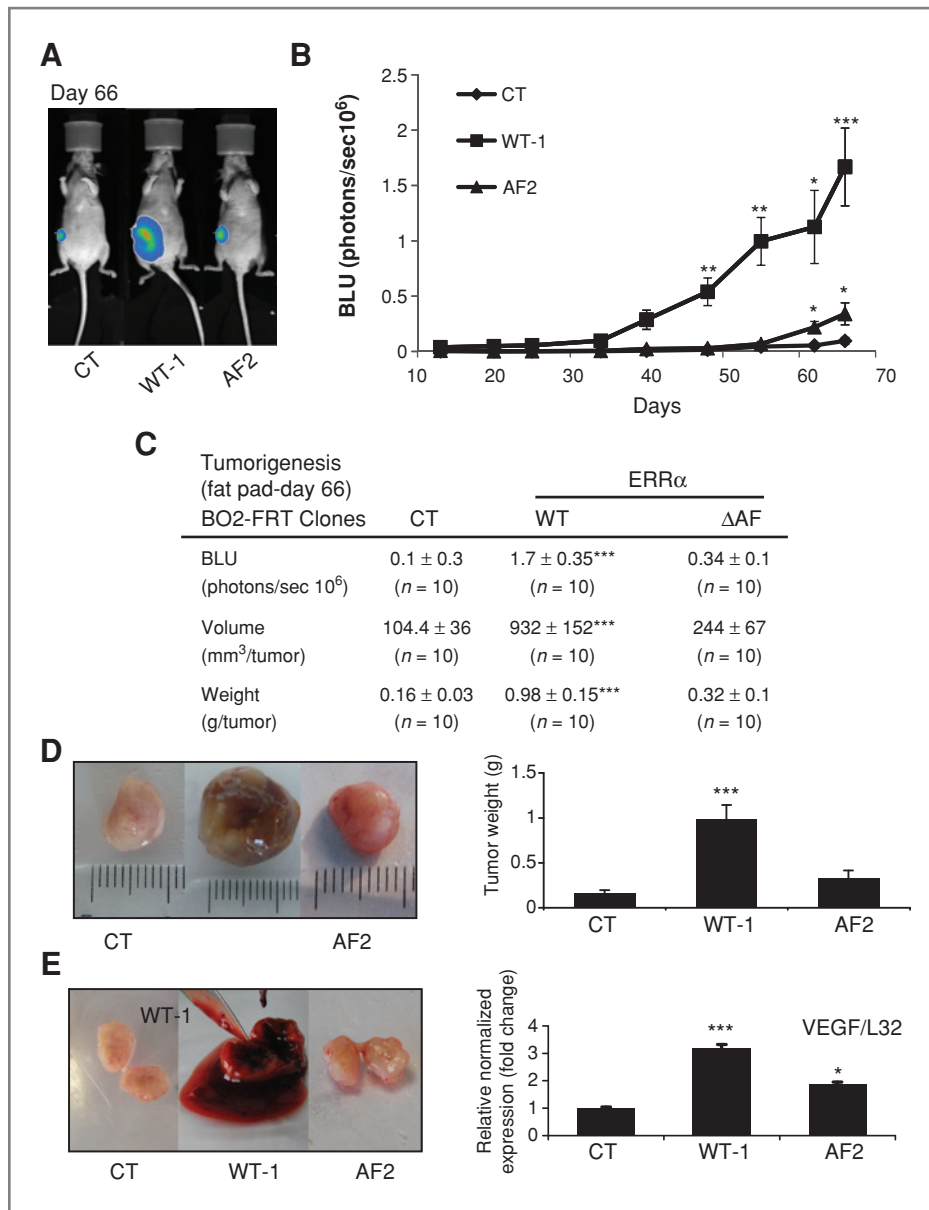 A
Day 66
CT
WT-1
AF2
B
BLU (photons/sec10⁶)
2.5
2
1.5
1
0.5
0
CT
WT-1
AF2
**
**
*
***
*
*
10 20 30 40 50 60 70
Days
C
Tumorigenesis
(fat pad-day 66)
ERRα
BO2-FRT Clones CT WT ΔAF
BLU 0.1 ± 0.3 1.7 ± 0.35*** 0.34 ± 0.1
(photons/sec 10⁶) (n = 10) (n = 10) (n = 10)
Volume 104.4 ± 36 932 ± 152*** 244 ± 67
(mm³/tumor) (n = 10) (n = 10) (n = 10)
Weight 0.16 ± 0.03 0.98 ± 0.15*** 0.32 ± 0.1
(g/tumor) (n = 10) (n = 10) (n = 10)
D
CT
AF2
Tumor weight (g)
1.5
1
0.5
0
***
CT WT-1 AF2
E
WT-1
CT WT-1 AF2
Relative normalized
expression (fold change)
4
3
2
1
0
VEGF/L32
***
*
CT WT-1 AF2